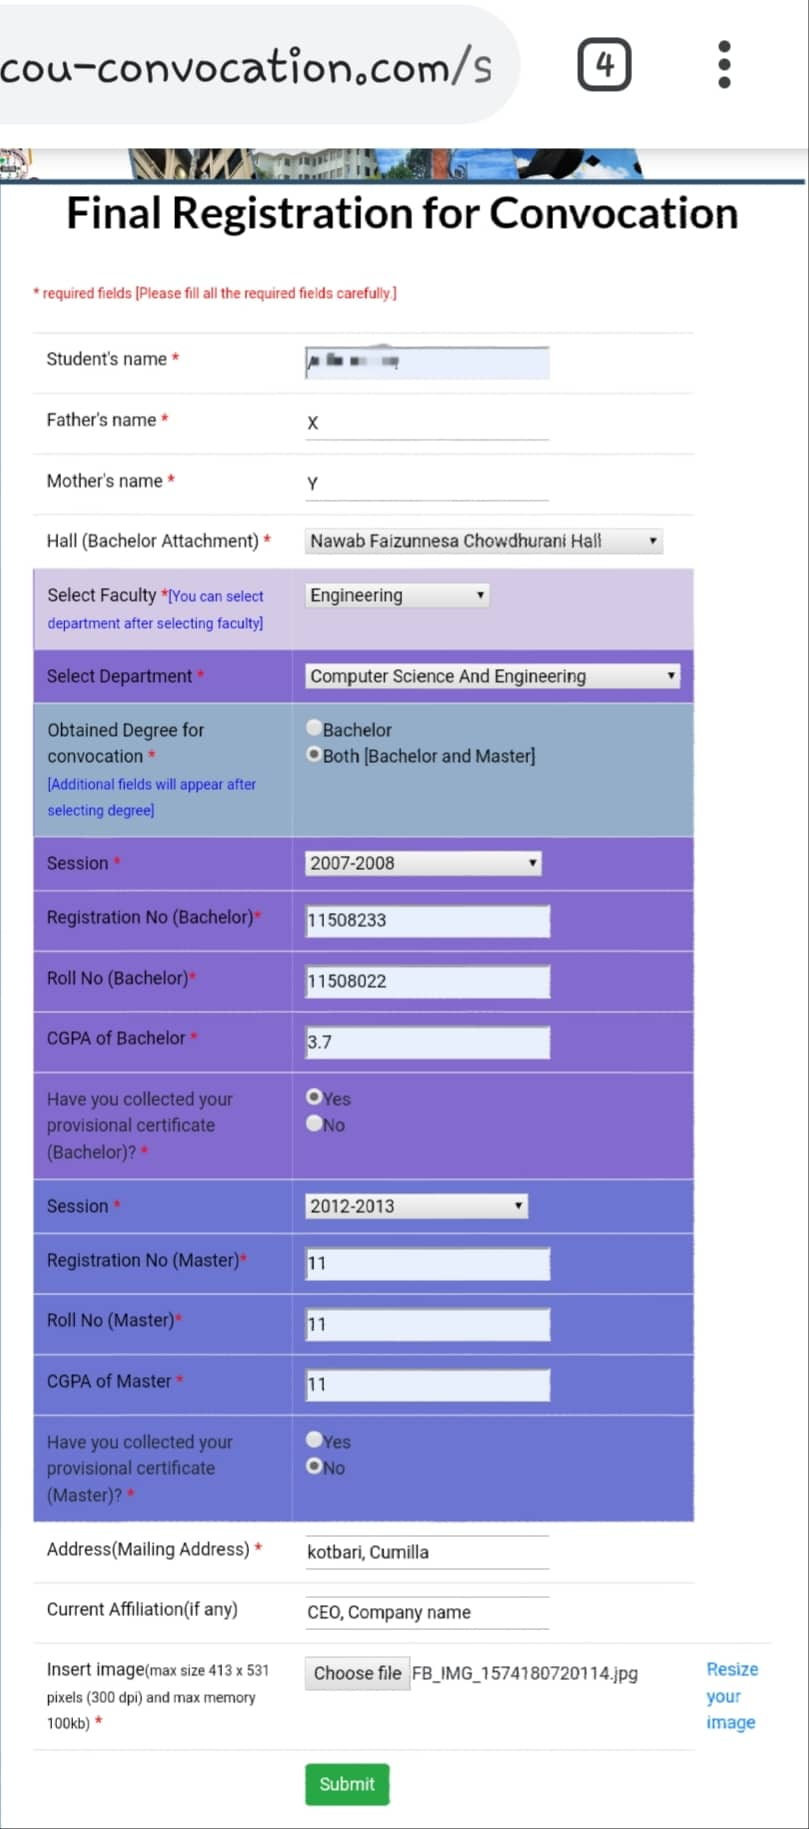 cou-convocation.com/s
4
Final Registration for Convocation
* required fields [Please fill all the required fields carefully.]
Student's name *
Father's name * X
Mother's name * Y
Hall (Bachelor Attachment) * Nawab Faizunnesa Chowdhurani Hall
Select Faculty *[You can select Engineering
department after selecting faculty]
Select Department * Computer Science And Engineering
Obtained Degree for Bachelor
convocation * Both [Bachelor and Master]
[Additional fields will appear after
selecting degree]
Session * 2007-2008
Registration No (Bachelor)* 11508233
Roll No (Bachelor)* 11508022
CGPA of Bachelor * 3.7
Have you collected your Yes
provisional certificate No
(Bachelor)? *
Session * 2012-2013
Registration No (Master)* 11
Roll No (Master)* 11
CGPA of Master * 11
Have you collected your Yes
provisional certificate No
(Master)? *
Address(Mailing Address) * kotbari, Cumilla
Current Affiliation(if any) CEO, Company name
Insert image(max size 413 x 531 Choose file FB_IMG_1574180720114.jpg Resize
pixels (300 dpi) and max memory your
100kb) * image
Submit